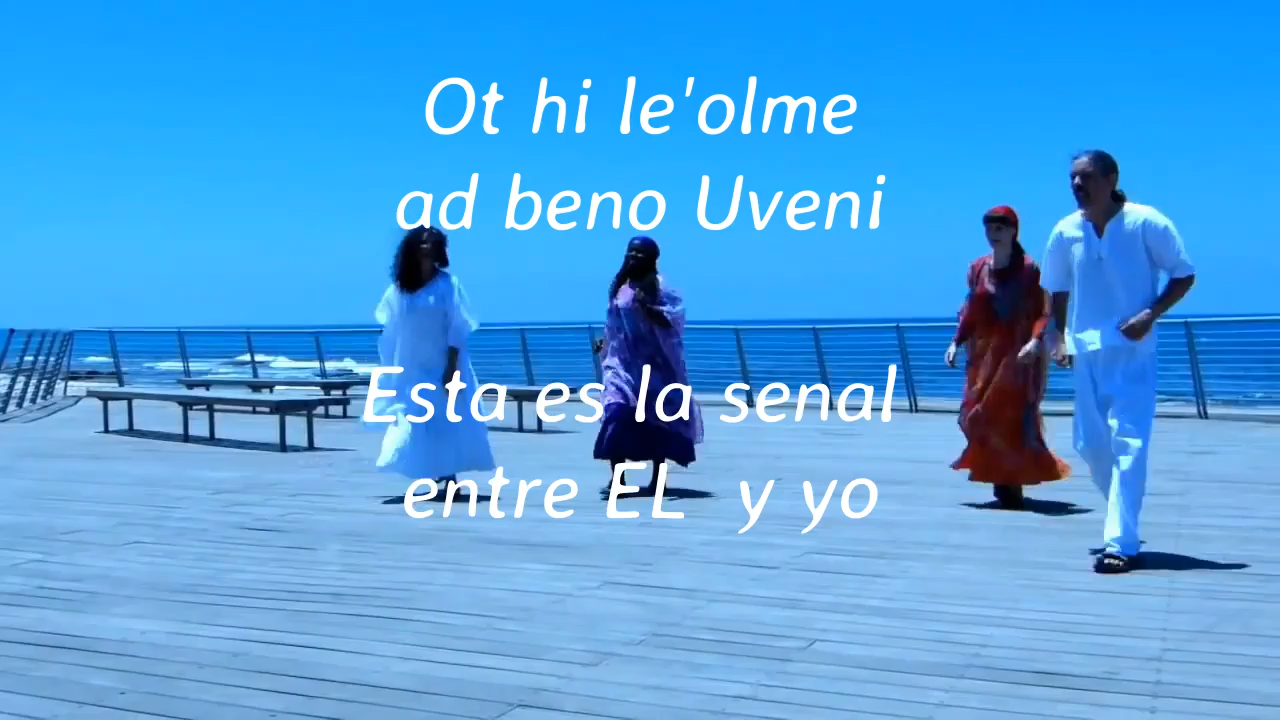 Ot hi le'olme
ad beno Uveni
Esta es la senal
entre EL y yo